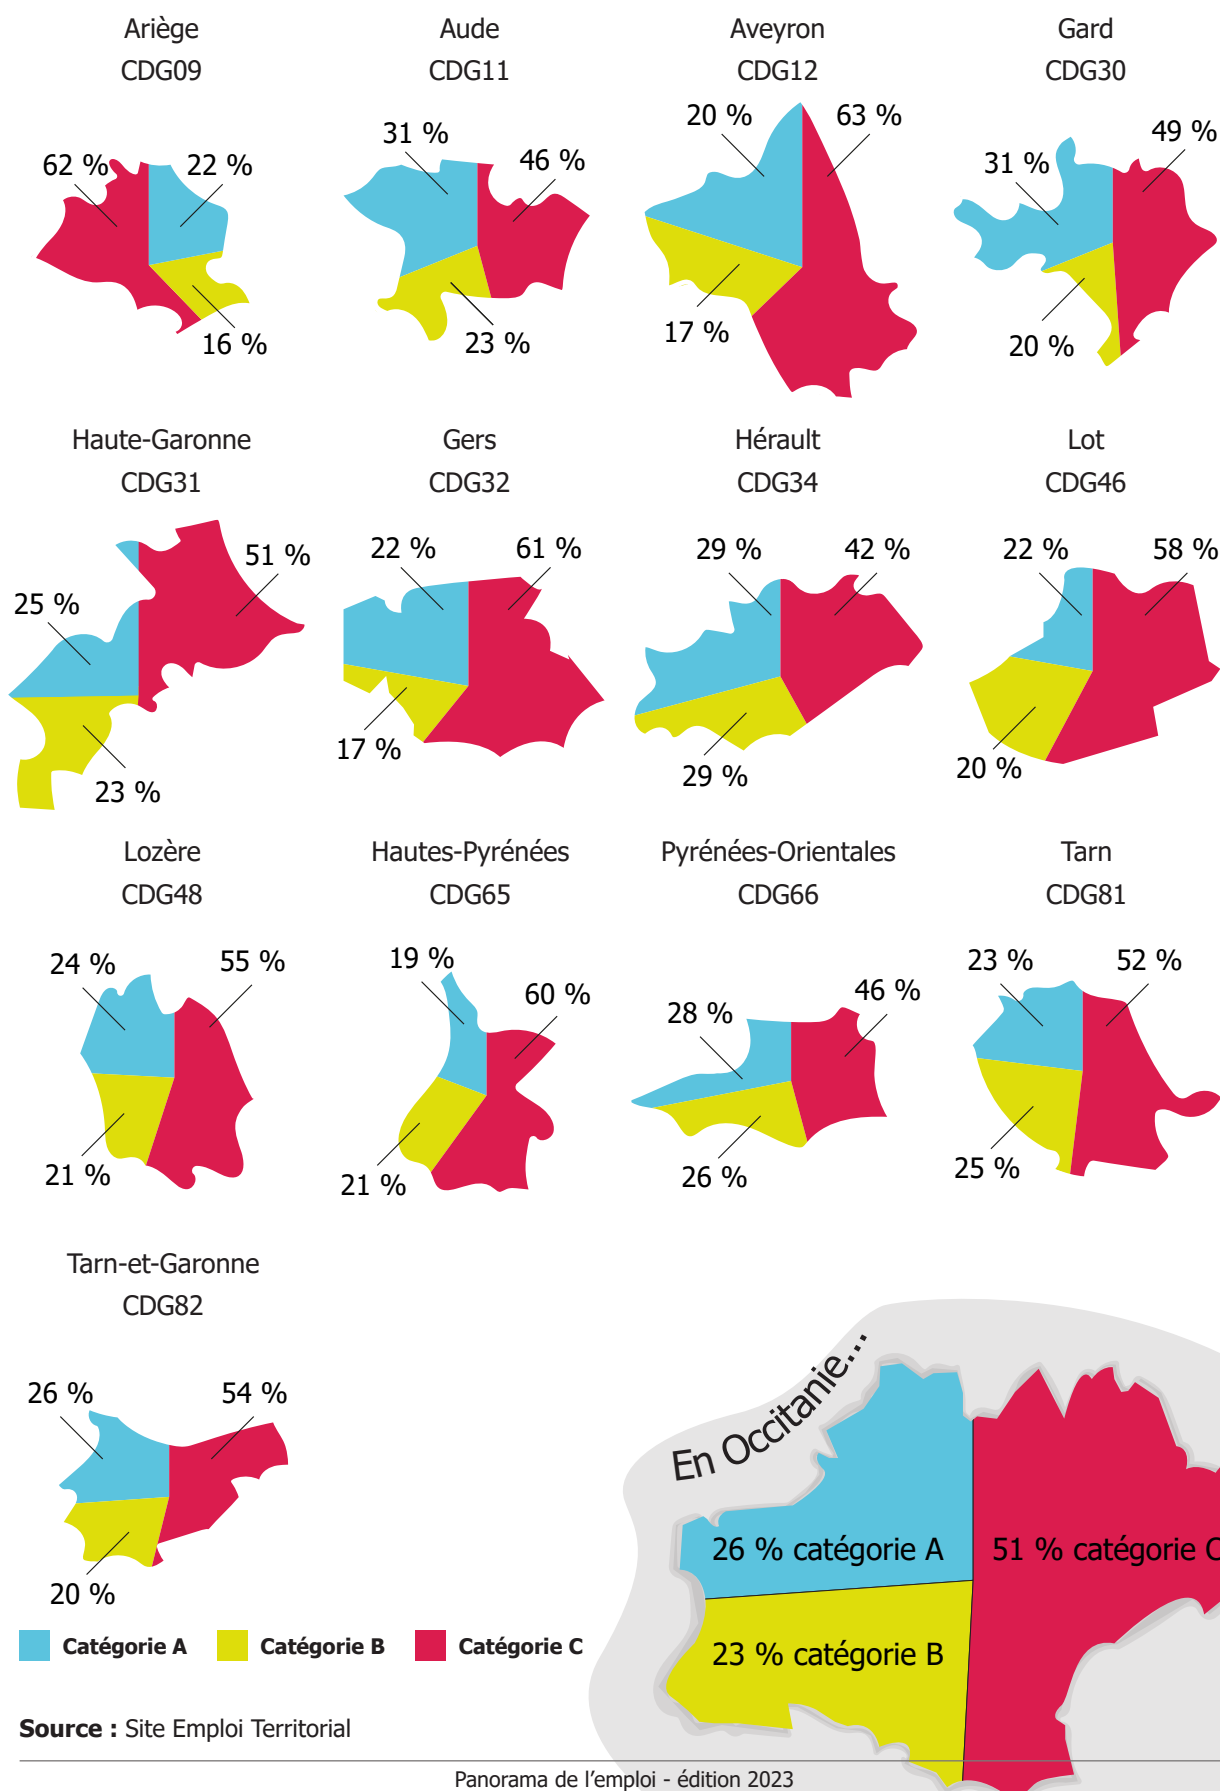 Ariège
CDG09
62 %
22 %
16 %
Aude
CDG11
31 %
46 %
23 %
Aveyron
CDG12
20 %
63 %
17 %
Gard
CDG30
31 %
49 %
20 %
Haute-Garonne
CDG31
51 %
25 %
23 %
Gers
CDG32
22 %
61 %
17 %
Hérault
CDG34
29 %
42 %
29 %
Lot
CDG46
22 %
58 %
20 %
Lozère
CDG48
24 %
55 %
21 %
Hautes-Pyrénées
CDG65
19 %
60 %
21 %
Pyrénées-Orientales
CDG66
28 %
46 %
26 %
Tarn
CDG81
23 %
52 %
25 %
Tarn-et-Garonne
CDG82
26 %
54 %
20 %
En Occitanie...
26 % catégorie A
51 % catégorie C
23 % catégorie B
Catégorie A
Catégorie B
Catégorie C
Source : Site Emploi Territorial
Panorama de l’emploi - édition 2023